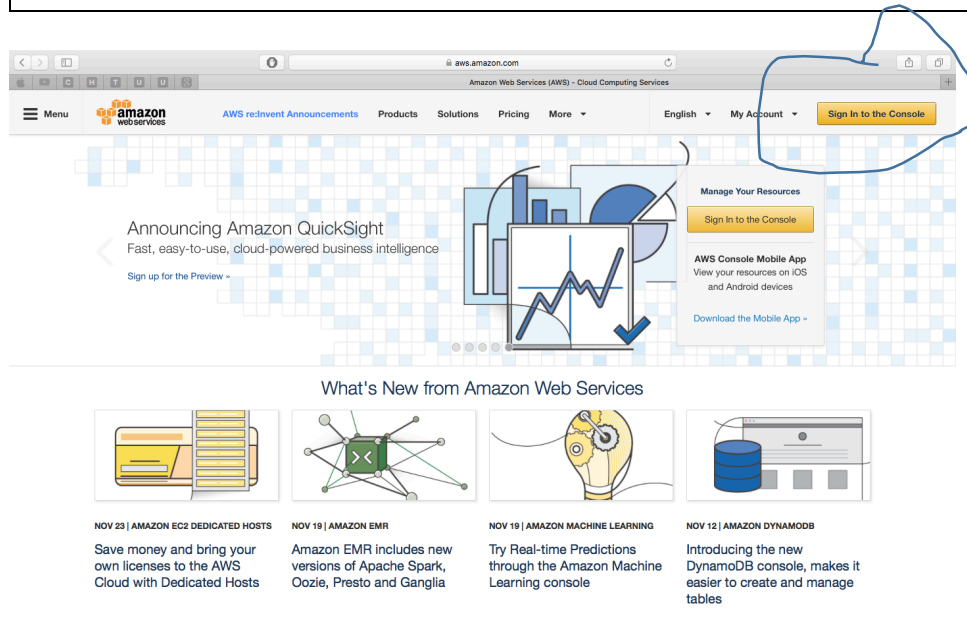 aws.amazon.com
C H T U U 8
Amazon Web Services (AWS) - Cloud Computing Services
Menu
amazon
webservices
AWS re:Invent Announcements Products Solutions Pricing More
English My Account Sign In to the Console
Announcing Amazon QuickSight
Fast, easy-to-use, cloud-powered business intelligence
Sign up for the Preview »
Manage Your Resources
Sign In to the Console
AWS Console Mobile App
View your resources on iOS
and Android devices
Download the Mobile App »
What's New from Amazon Web Services
NOV 23 | AMAZON EC2 DEDICATED HOSTS
Save money and bring your
own licenses to the AWS
Cloud with Dedicated Hosts
NOV 19 | AMAZON EMR
Amazon EMR includes new
versions of Apache Spark,
Oozie, Presto and Ganglia
NOV 19 | AMAZON MACHINE LEARNING
Try Real-time Predictions
through the Amazon Machine
Learning console
NOV 12 | AMAZON DYNAMODB
Introducing the new
DynamoDB console, makes it
easier to create and manage
tables